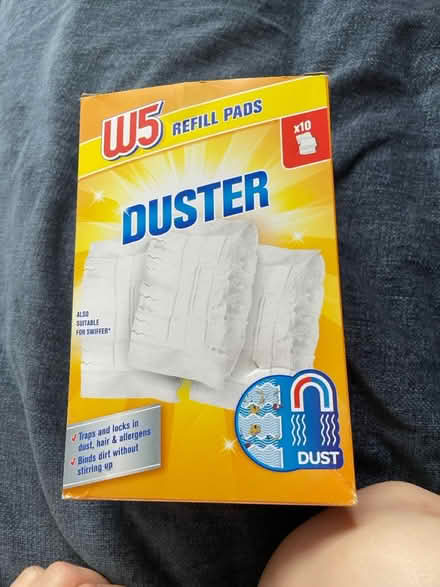 W5 REFILL PADS
x10
DUSTER
ALSO
SUITABLE
FOR SWIFFER*
✓ Traps and locks in
dust, hair & allergens
✓ Binds dirt without
stirring up
DUST